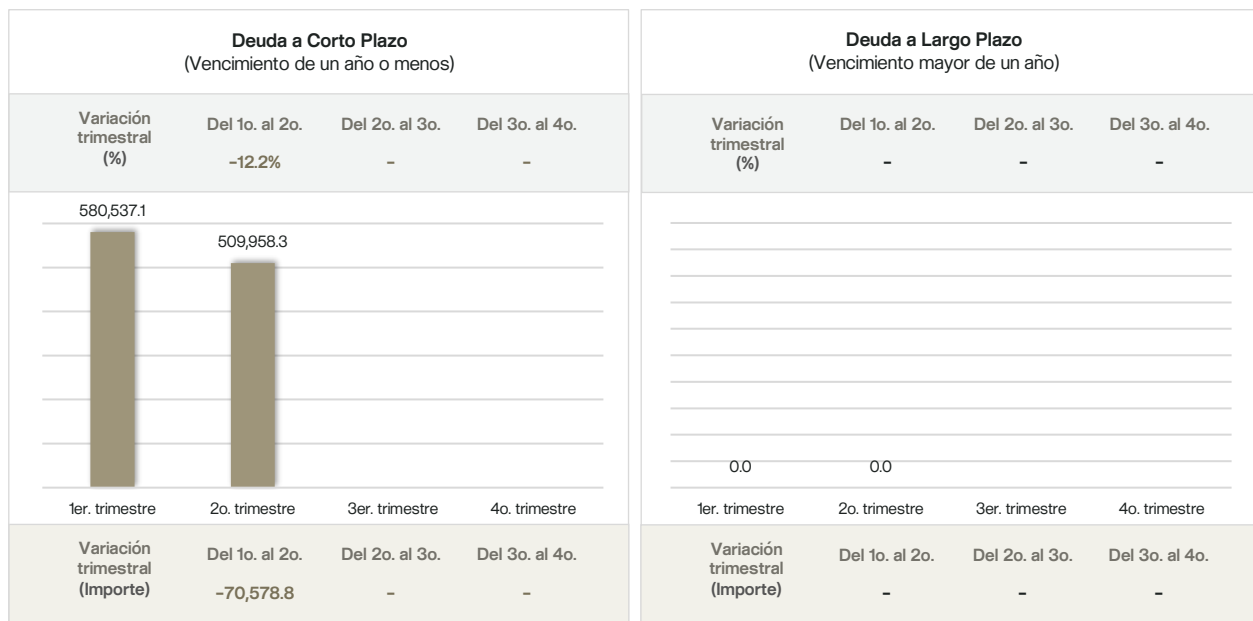 Deuda a Corto Plazo
(Vencimiento de un año o menos)
Variación
trimestral
(%)
Del 1o. al 2o. Del 2o. al 3o. Del 3o. al 4o.
-12.2% - -
580,537.1
509,958.3
1er. trimestre 2o. trimestre 3er. trimestre 4o. trimestre
Variación
trimestral
(Importe)
Del 1o. al 2o. Del 2o. al 3o. Del 3o. al 4o.
-70,578.8 - -
Deuda a Largo Plazo
(Vencimiento mayor de un año)
Variación
trimestral
(%)
Del 1o. al 2o. Del 2o. al 3o. Del 3o. al 4o.
- - -
0.0 0.0
1er. trimestre 2o. trimestre 3er. trimestre 4o. trimestre
Variación
trimestral
(Importe)
Del 1o. al 2o. Del 2o. al 3o. Del 3o. al 4o.
- - -